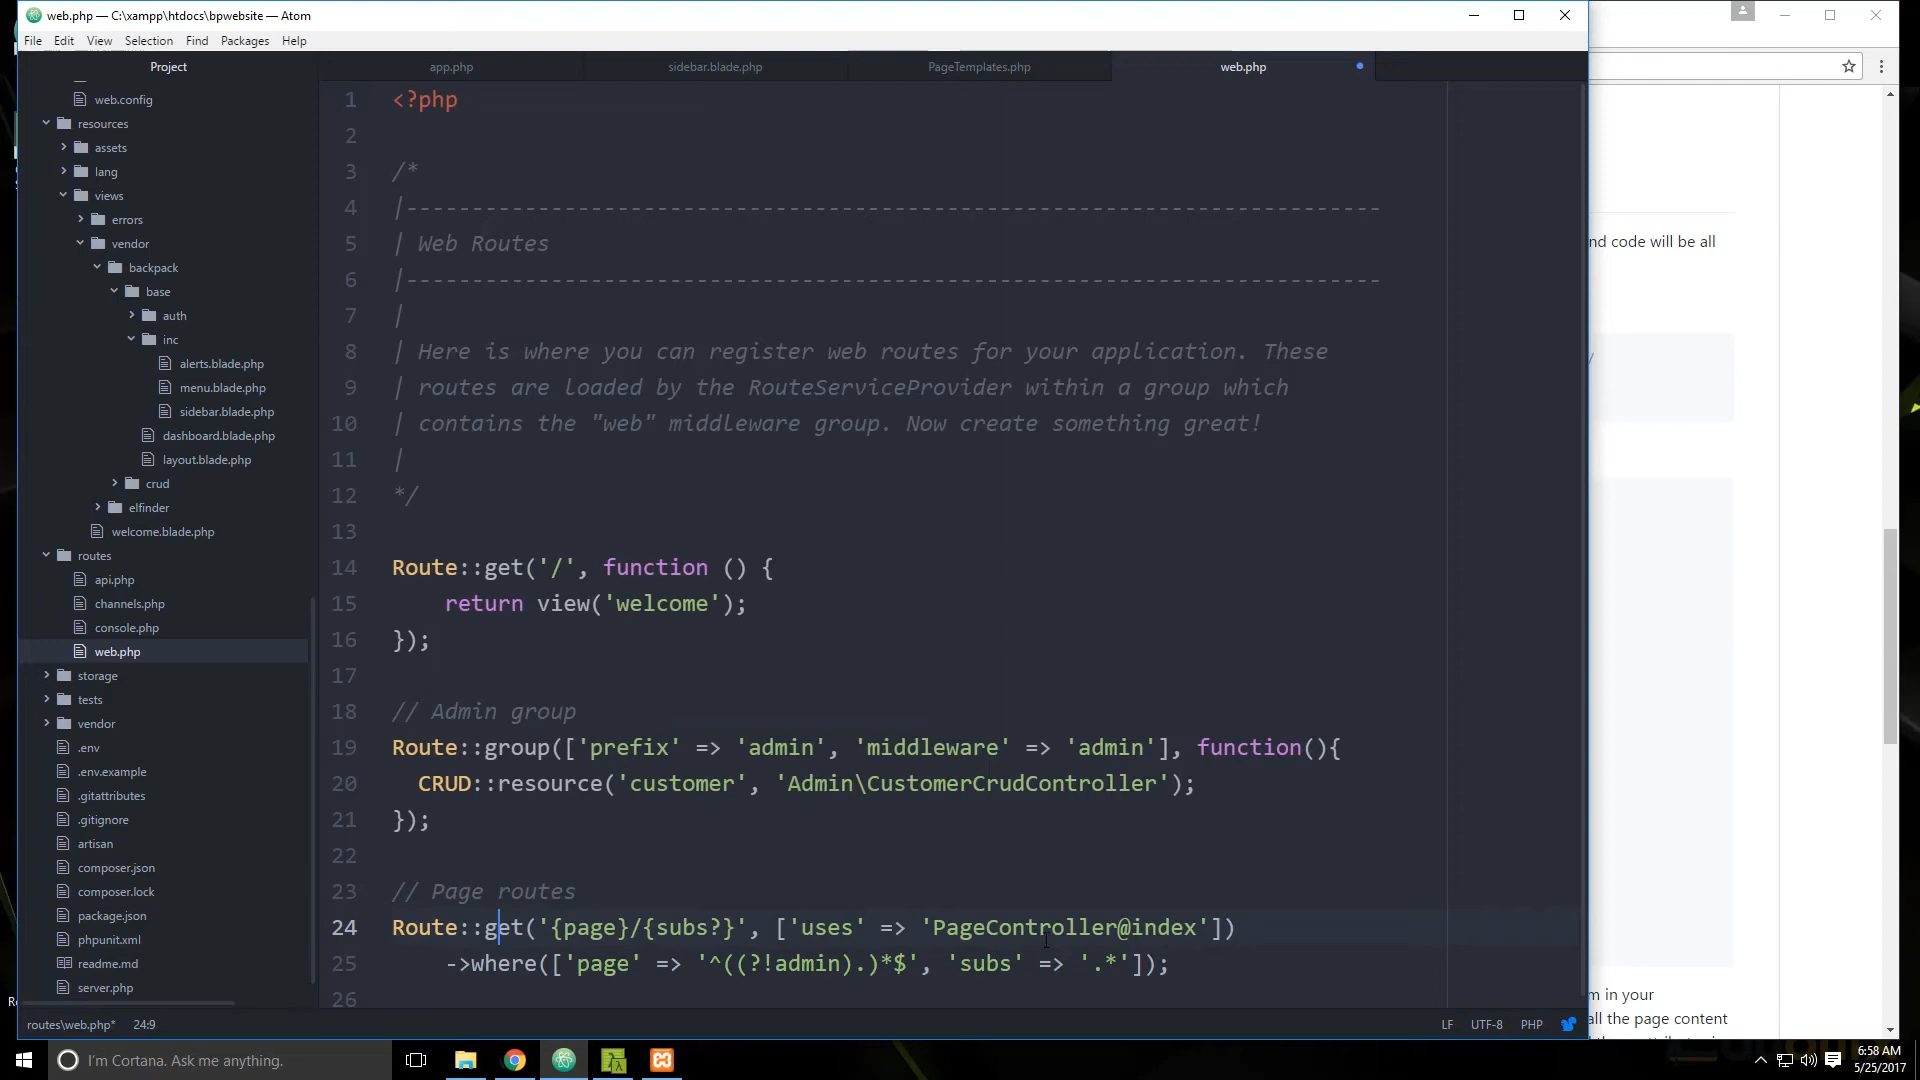 web.php — C:\xampp\htdocs\bpwebsite — Atom
File Edit View Selection Find Packages Help
Project
app.php
sidebar.blade.php
PageTemplates.php
web.php
web.config
resources
assets
lang
views
errors
vendor
backpack
base
auth
inc
alerts.blade.php
menu.blade.php
sidebar.blade.php
dashboard.blade.php
layout.blade.php
crud
elfinder
welcome.blade.php
routes
api.php
channels.php
console.php
web.php
storage
tests
vendor
.env
.env.example
.gitattributes
.gitignore
artisan
composer.json
composer.lock
package.json
phpunit.xml
readme.md
server.php
1 <?php
2
3 /*
4 |--------------------------------------------------------------------------
5 | Web Routes
6 |--------------------------------------------------------------------------
7 |
8 | Here is where you can register web routes for your application. These
9 | routes are loaded by the RouteServiceProvider within a group which
10 | contains the "web" middleware group. Now create something great!
11 |
12 */
13
14 Route::get('/', function () {
15 return view('welcome');
16 });
17
18 // Admin group
19 Route::group(['prefix' => 'admin', 'middleware' => 'admin'], function(){
20 CRUD::resource('customer', 'Admin\CustomerCrudController');
21 });
22
23 // Page routes
24 Route::get('{page}/{subs?}', ['uses' => 'PageController@index'])
25 ->where(['page' => '^((?!admin).)*$', 'subs' => '.*']);
26
routes\web.php* 24:9
LF UTF-8 PHP
nd code will be all
m in your
all the page content
I'm Cortana. Ask me anything.
6:58 AM
5/25/2017